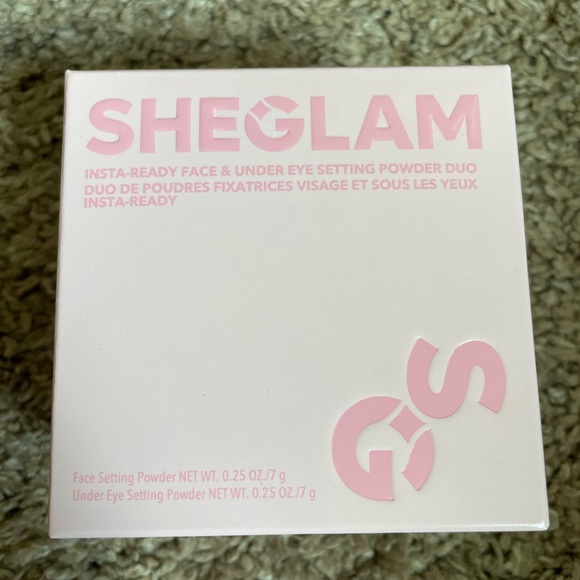 SHEGLAM
INSTA-READY FACE & UNDER EYE SETTING POWDER DUO
DUO DE POUDRES FIXATRICES VISAGE ET SOUS LES YEUX
INSTA-READY
GS
Face Setting Powder NET WT. 0.25 OZ./7 g
Under Eye Setting Powder NET WT. 0.25 OZ./7 g